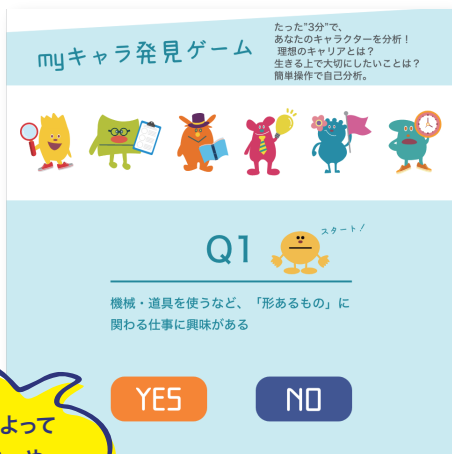 myキャラ発見ゲーム
たった"3分"で、
あなたのキャラクターを分析！
理想のキャリアとは？
生きる上で大切にしたいことは？
簡単操作で自己分析。
Q1
スタート！
機械・道具を使うなど、「形あるもの」に
関わる仕事に興味がある
YES
NO
よって